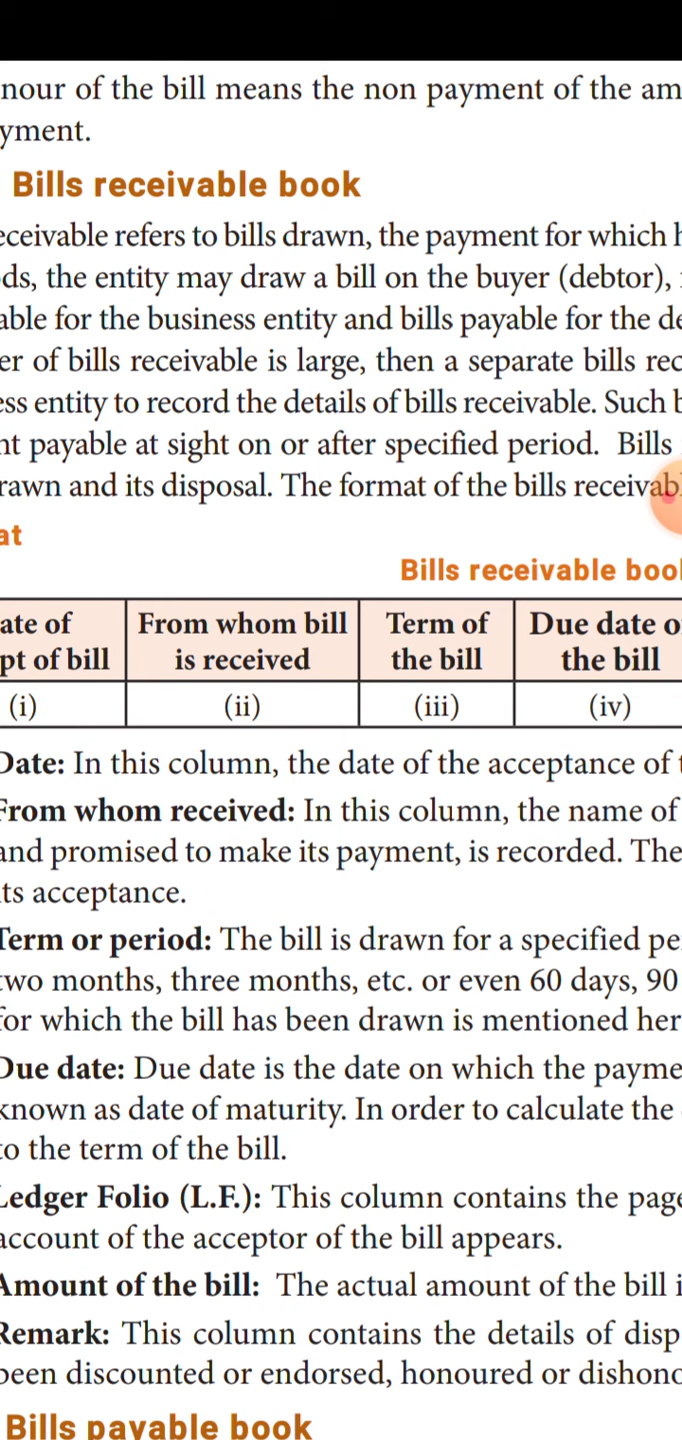 nour of the bill means the non payment of the am
yment.
Bills receivable book
eceivable refers to bills drawn, the payment for which h
ds, the entity may draw a bill on the buyer (debtor),
able for the business entity and bills payable for the de
er of bills receivable is large, then a separate bills rec
ess entity to record the details of bills receivable. Such b
nt payable at sight on or after specified period. Bills
rawn and its disposal. The format of the bills receivabl
at
Bills receivable book
ate of From whom bill Term of Due date o
pt of bill is received the bill the bill
(i) (ii) (iii) (iv)
Date: In this column, the date of the acceptance of t
From whom received: In this column, the name of
and promised to make its payment, is recorded. The
its acceptance.
Term or period: The bill is drawn for a specified pe
two months, three months, etc. or even 60 days, 90
for which the bill has been drawn is mentioned her
Due date: Due date is the date on which the payme
known as date of maturity. In order to calculate the
to the term of the bill.
Ledger Folio (L.F.): This column contains the page
account of the acceptor of the bill appears.
Amount of the bill: The actual amount of the bill i
Remark: This column contains the details of disp
been discounted or endorsed, honoured or dishono
Bills payable book